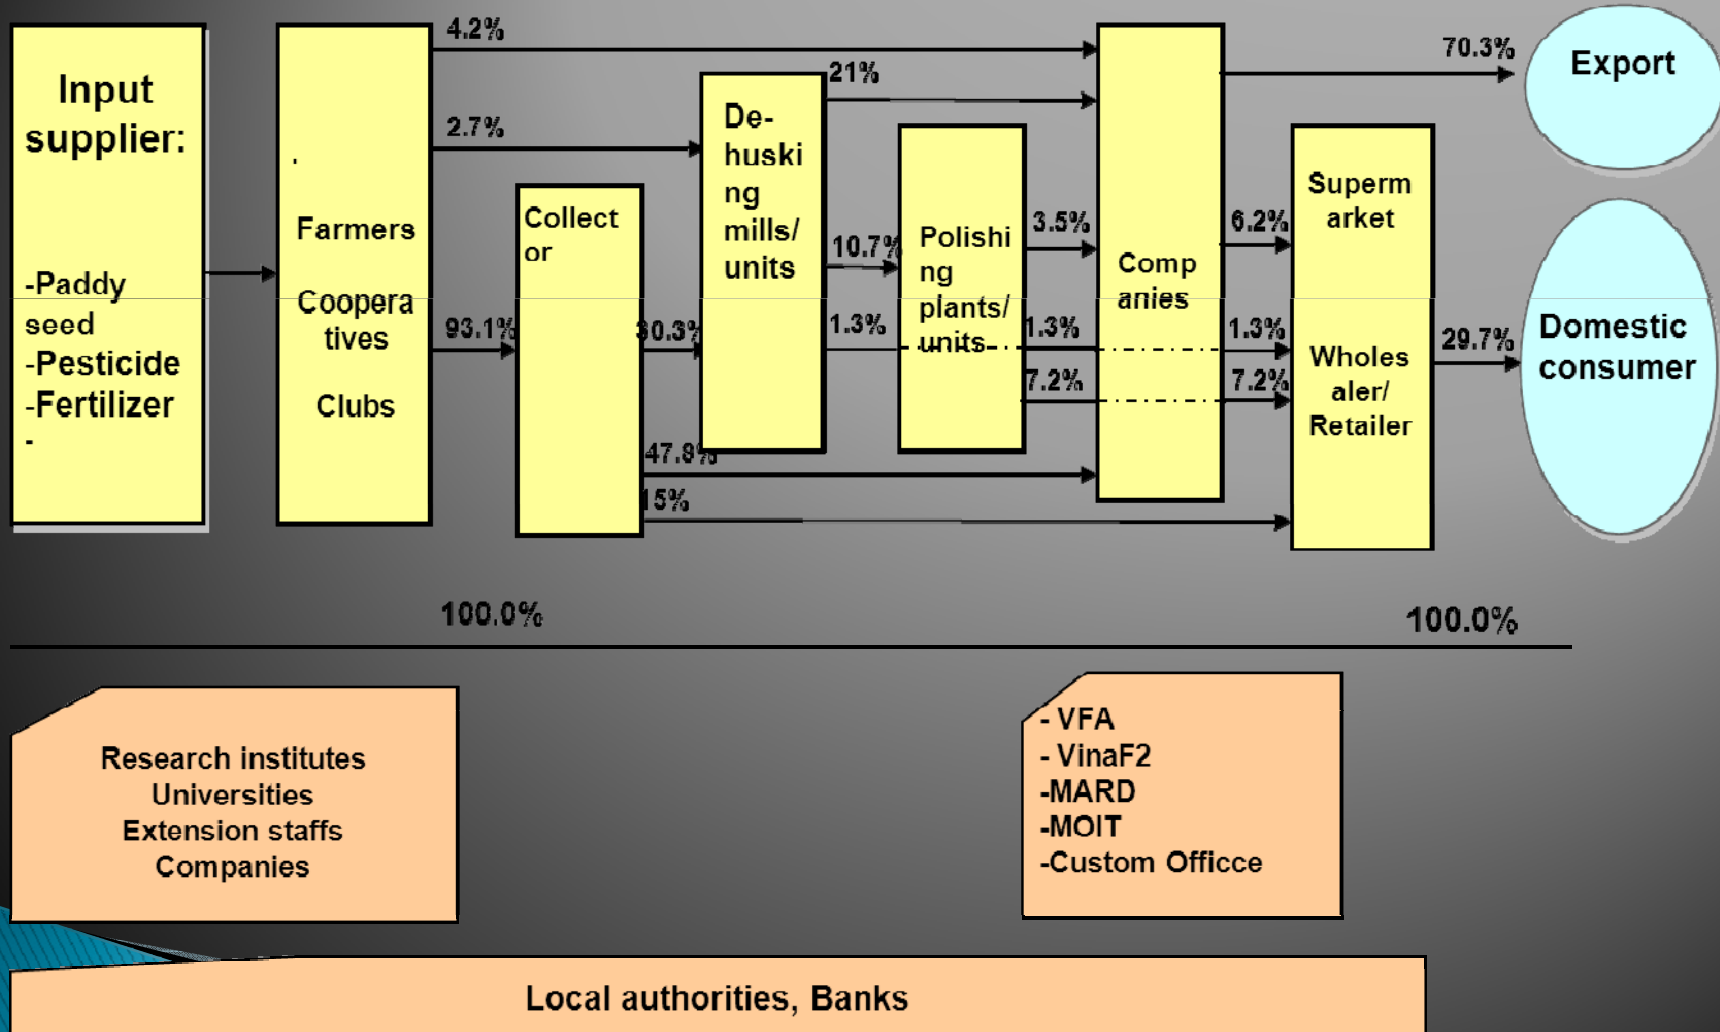 Input
supplier:
-Paddy
seed
-Pesticide
-Fertilizer
-
.
Farmers
Coopera
tives
Clubs
4.2%
2.7%
93.1%
Collect
or
30.3%
47.8%
15%
De-
huski
ng
mills/
units
21%
10.7%
1.3%
Polishi
ng
plants/
units
3.5%
1.3%
7.2%
Comp
anies
70.3%
6.2%
1.3%
7.2%
Superm
arket
Wholes
aler/
Retailer
29.7%
Export
Domestic
consumer
100.0%
100.0%
Research institutes
Universities
Extension staffs
Companies
- VFA
- VinaF2
-MARD
-MOIT
-Custom Officce
Local authorities, Banks